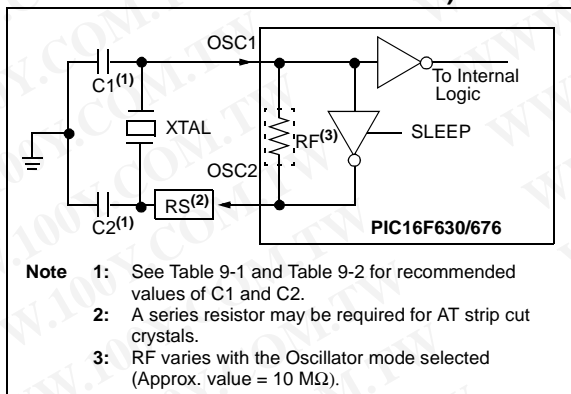 OSC1
C1(1)
To Internal
Logic
XTAL
RF(3)
SLEEP
OSC2
C2(1)
RS(2)
PIC16F630/676
Note 1: See Table 9-1 and Table 9-2 for recommended
values of C1 and C2.
2: A series resistor may be required for AT strip cut
crystals.
3: RF varies with the Oscillator mode selected
(Approx. value = 10 MΩ).